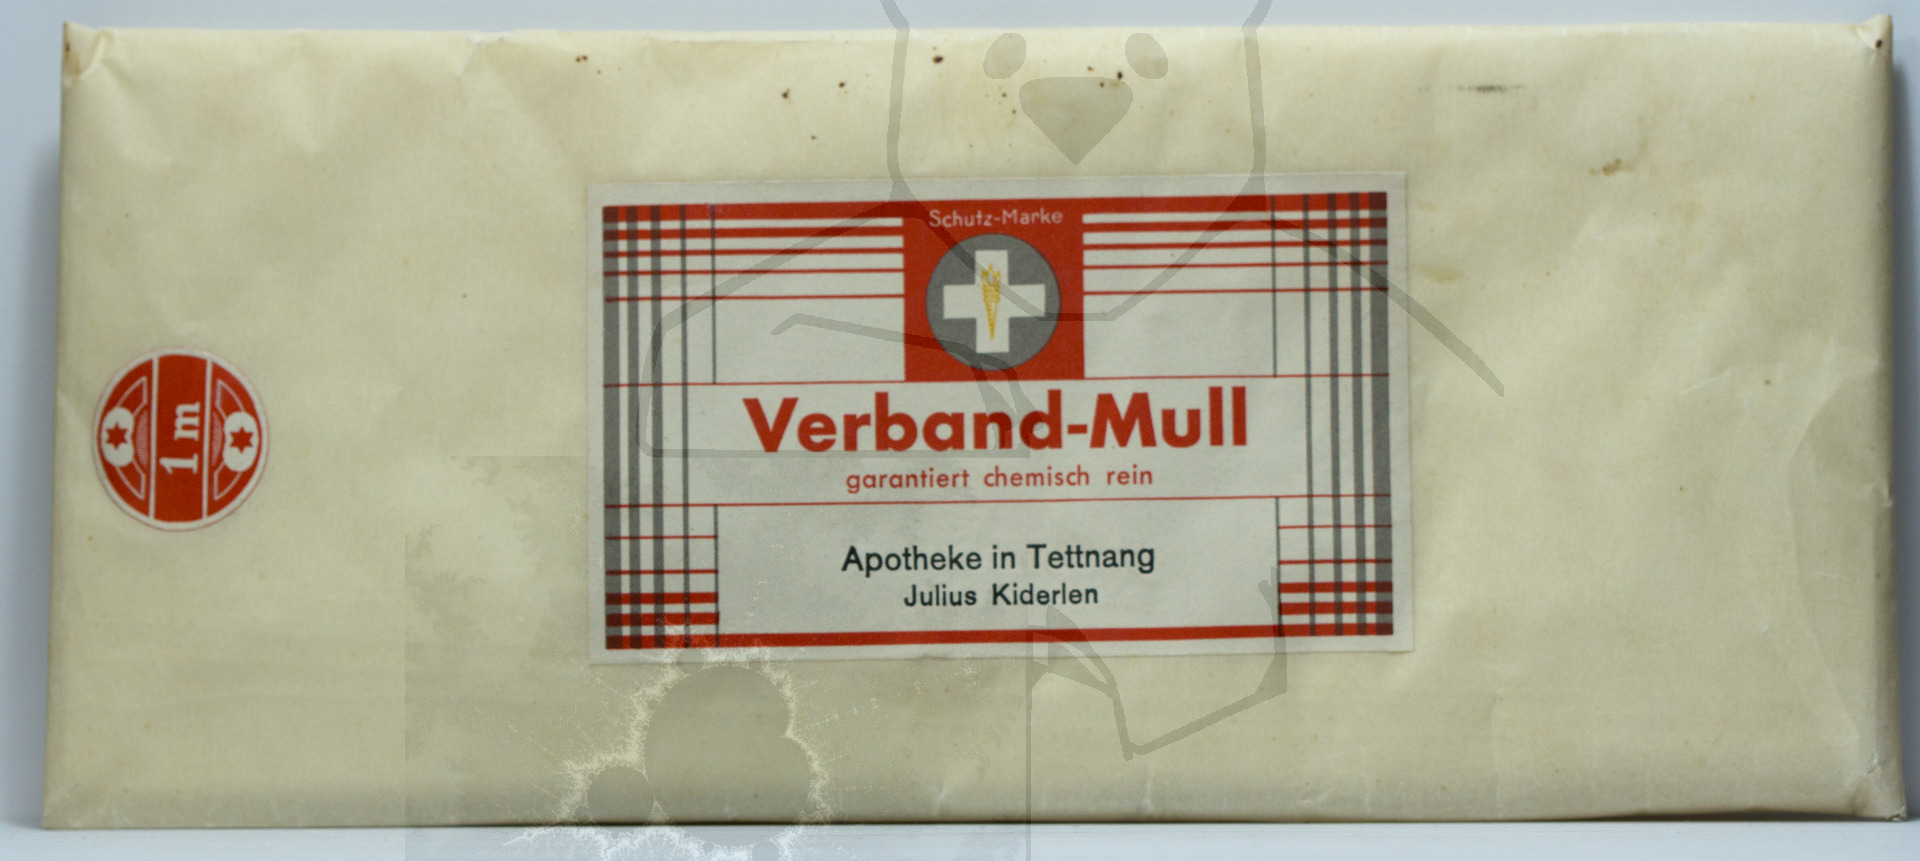 1 m
Schutz-Marke
Verband-Mull
garantiert chemisch rein
Apotheke in Tettnang
Julius Kiderlen